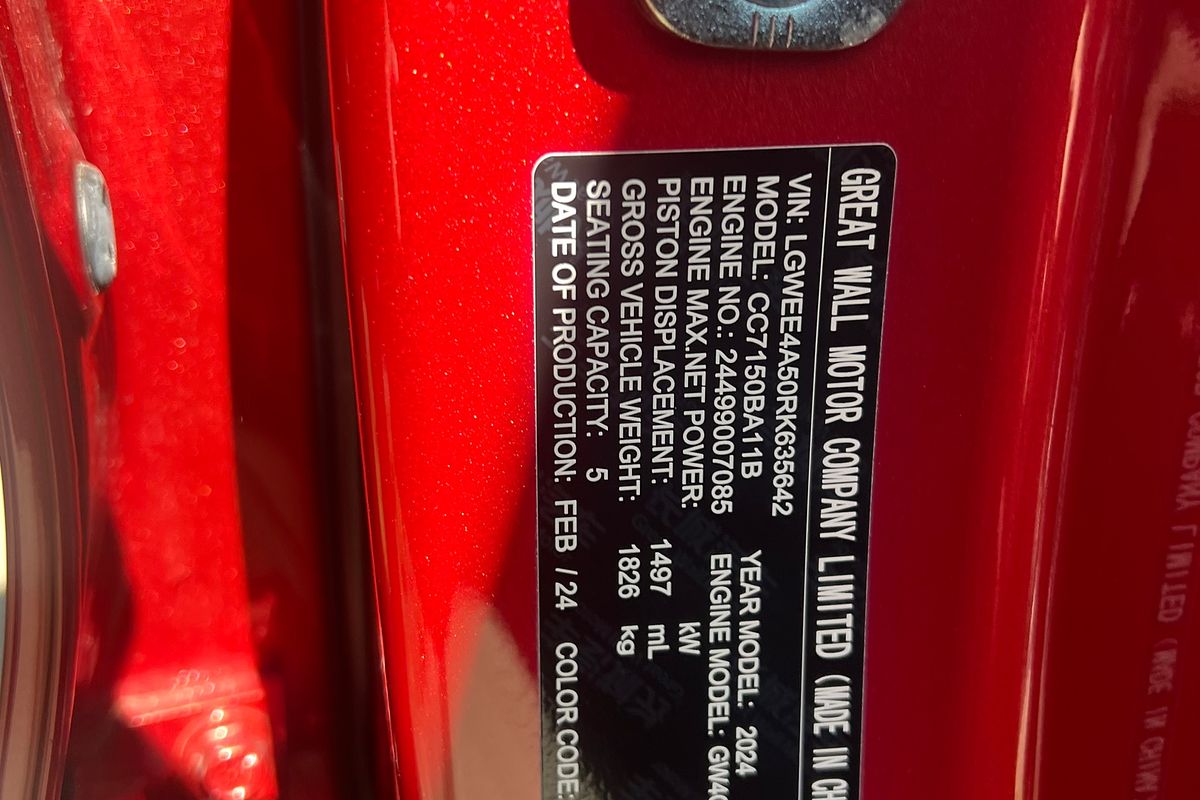 GREAT WALL MOTOR COMPANY LIMITED (MADE IN CH
VIN: LGWEE4A50RK635642
MODEL: CC7150BA11B YEAR MODEL: 2024
ENGINE NO.: 2449907085 ENGINE MODEL: GW4G
ENGINE MAX.NET POWER: kW
PISTON DISPLACEMENT: 1497 mL
GROSS VEHICLE WEIGHT: 1826 kg
SEATING CAPACITY: 5
DATE OF PRODUCTION: FEB / 24 COLOR CODE: